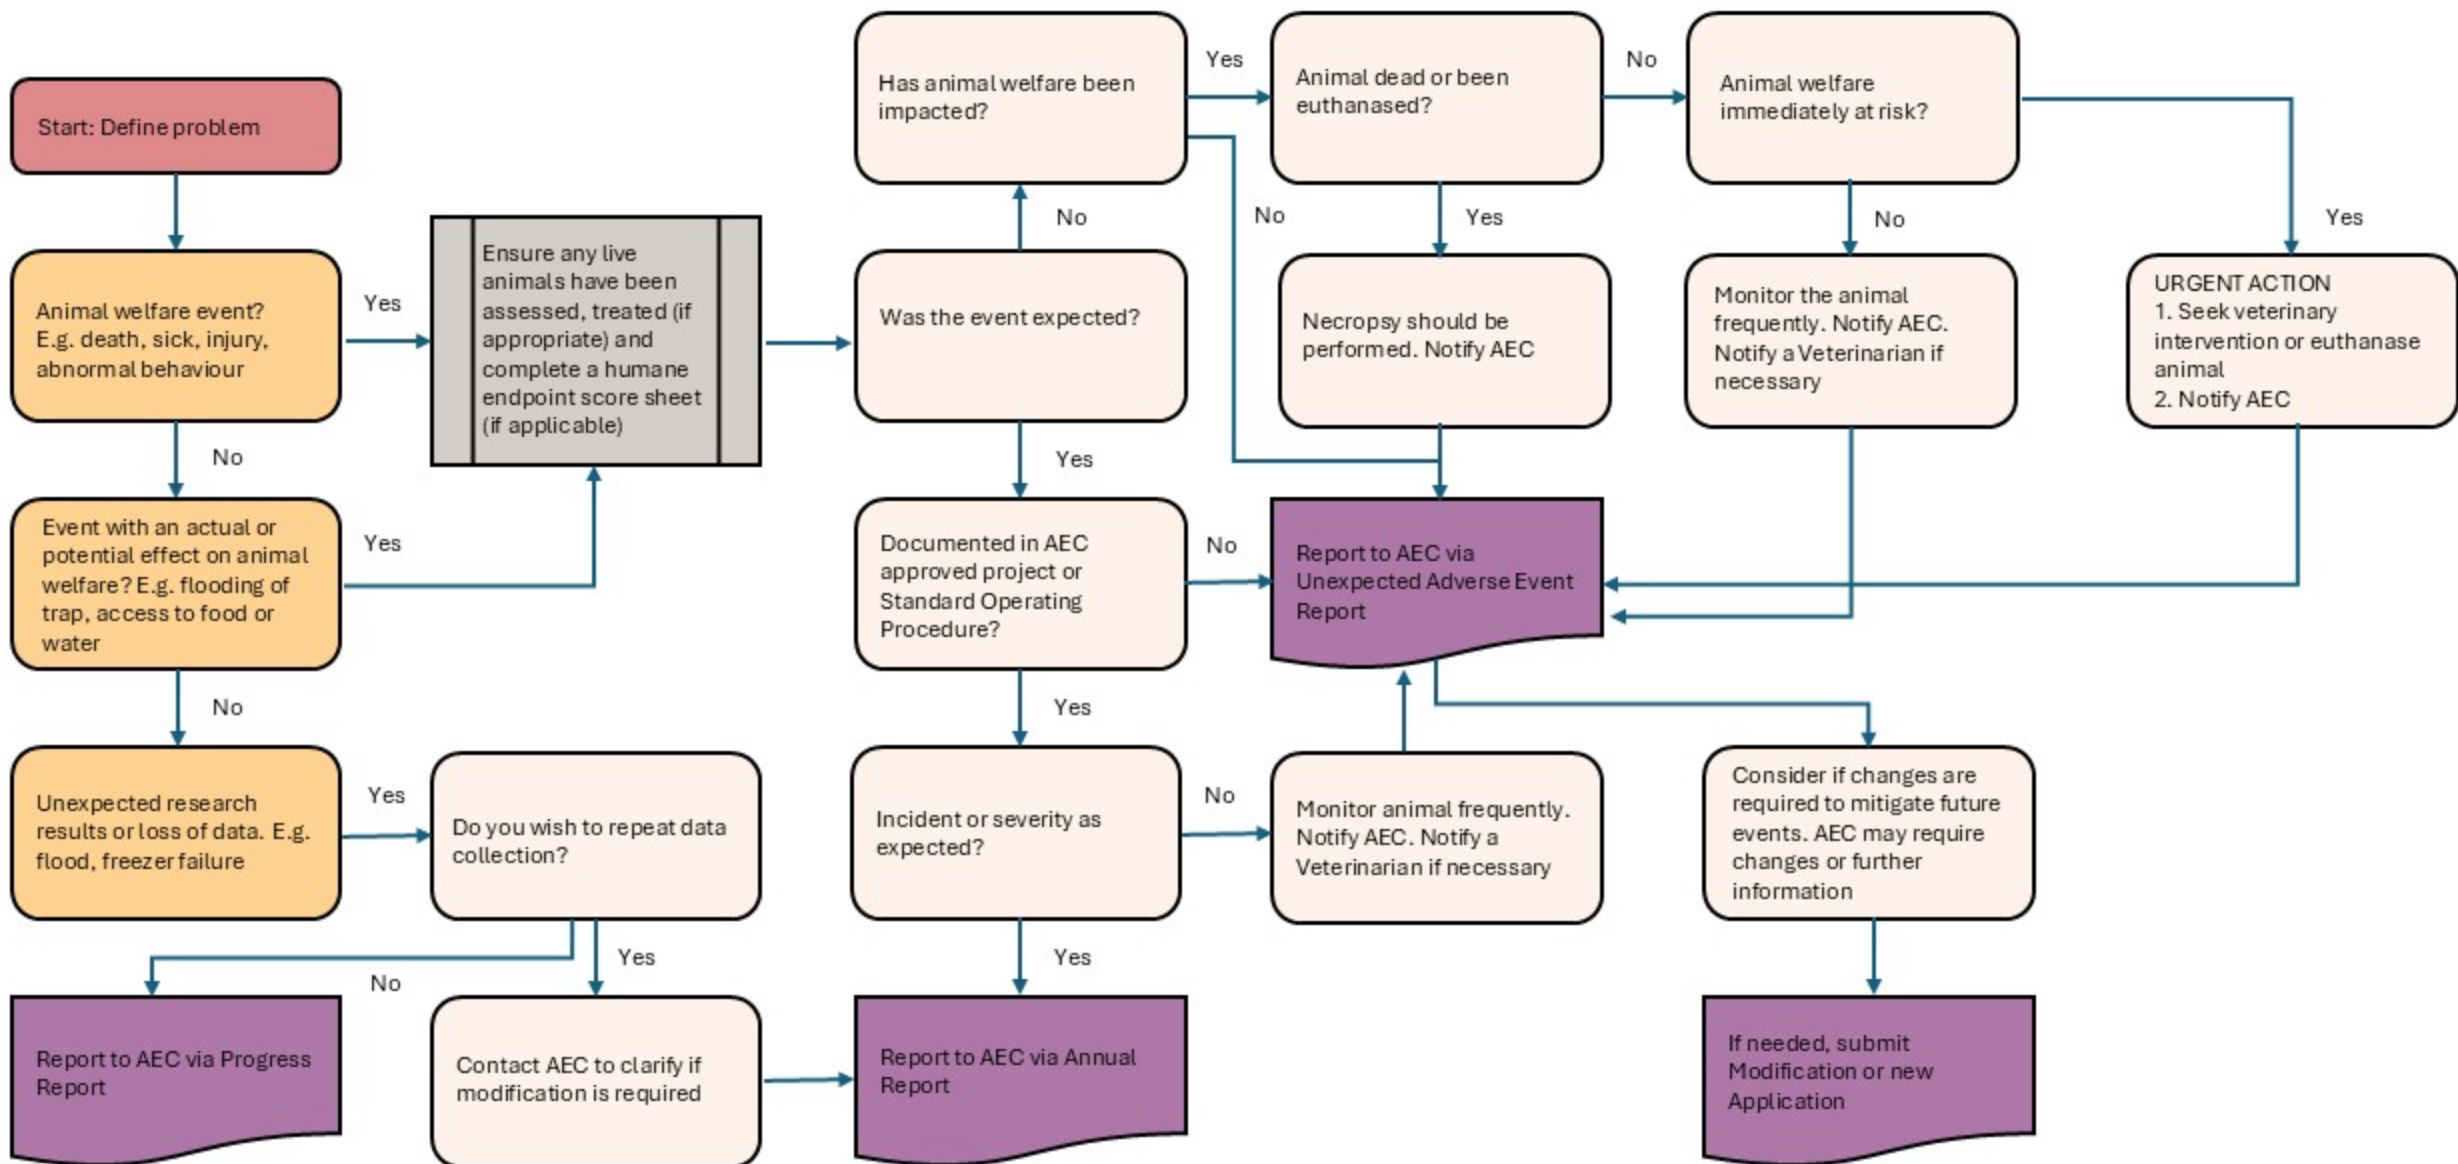 Start: Define problem
Animal welfare event?
E.g. death, sick, injury,
abnormal behaviour
Yes
No
Ensure any live
animals have been
assessed, treated (if
appropriate) and
complete a humane
endpoint score sheet
(if applicable)
Event with an actual or
potential effect on animal
welfare? E.g. flooding of
trap, access to food or
water
Yes
No
Unexpected research
results or loss of data. E.g.
flood, freezer failure
Yes
Do you wish to repeat data
collection?
No
Yes
Report to AEC via Progress
Report
Contact AEC to clarify if
modification is required
Was the event expected?
No
Yes
Has animal welfare been
impacted?
Yes
No
Animal dead or been
euthanased?
No
Yes
Animal welfare
immediately at risk?
No
Yes
Necropsy should be
performed. Notify AEC
Monitor the animal
frequently. Notify AEC.
Notify a Veterinarian if
necessary
URGENT ACTION
1. Seek veterinary
intervention or euthanase
animal
2. Notify AEC
Documented in AEC
approved project or
Standard Operating
Procedure?
No
Yes
Report to AEC via
Unexpected Adverse Event
Report
Incident or severity as
expected?
No
Yes
Monitor animal frequently.
Notify AEC. Notify a
Veterinarian if necessary
Consider if changes are
required to mitigate future
events. AEC may require
changes or further
information
Report to AEC via Annual
Report
If needed, submit
Modification or new
Application